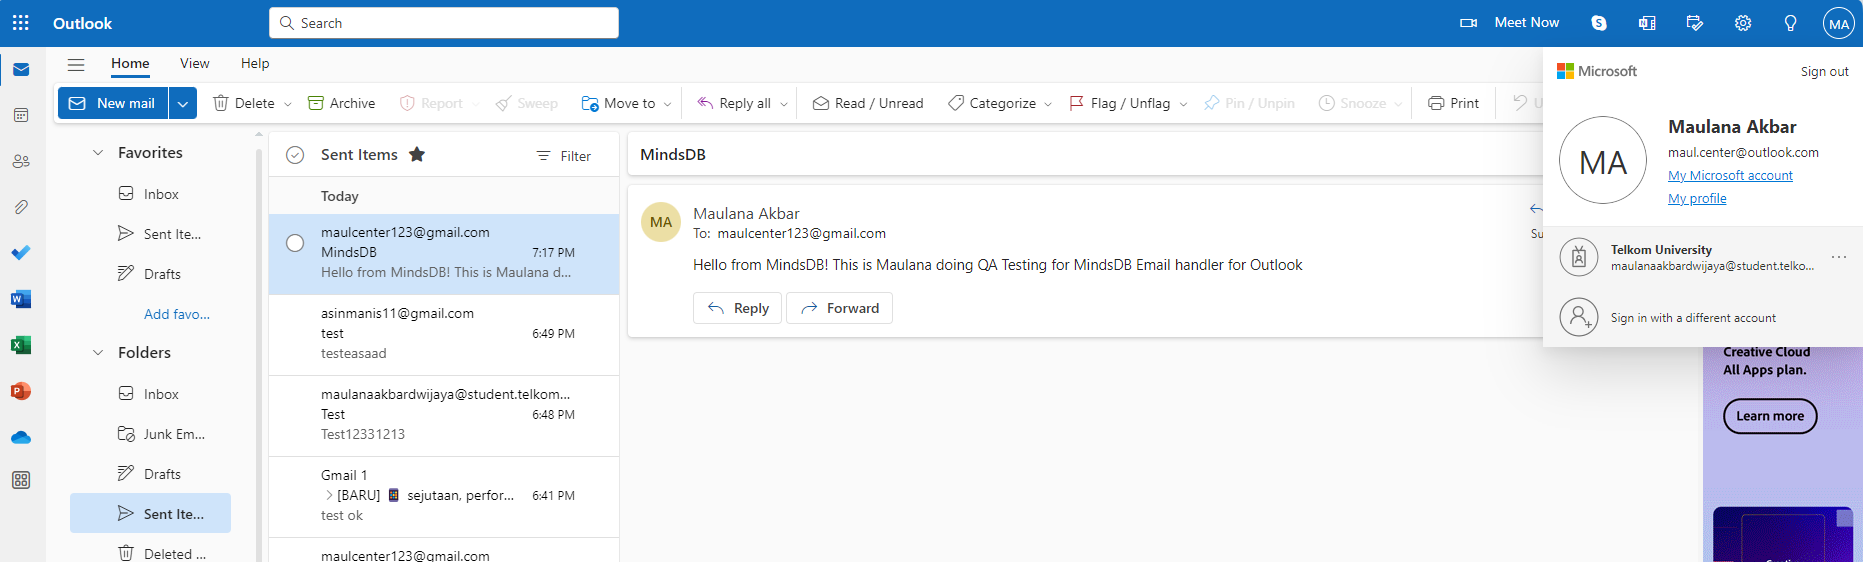 Outlook
Search
Meet Now
MA
Home
View
Help
New mail
Delete
Archive
Report
Sweep
Move to
Reply all
Read / Unread
Categorize
Flag / Unflag
Pin / Unpin
Snooze
Print
U
Favorites
Inbox
Sent Ite...
Drafts
Add favo...
Folders
Inbox
Junk Em...
Drafts
Sent Ite...
Deleted ...
Sent Items
Filter
Today
maulcenter123@gmail.com
MindsDB 7:17 PM
Hello from MindsDB! This is Maulana d...
asinmanis11@gmail.com
test 6:49 PM
testeasaad
maulanaakbardwijaya@student.telkom...
Test 6:48 PM
Test12331213
Gmail 1
[BARU] sejutaan, perfor... 6:41 PM
test ok
maulcenter123@gmail.com
MindsDB
MA
Maulana Akbar
To: maulcenter123@gmail.com
Su
Hello from MindsDB! This is Maulana doing QA Testing for MindsDB Email handler for Outlook
Reply
Forward
Microsoft
Sign out
MA
Maulana Akbar
maul.center@outlook.com
My Microsoft account
My profile
Telkom University
maulanaakbardwijaya@student.telko...
Sign in with a different account
Creative Cloud
All Apps plan.
Learn more